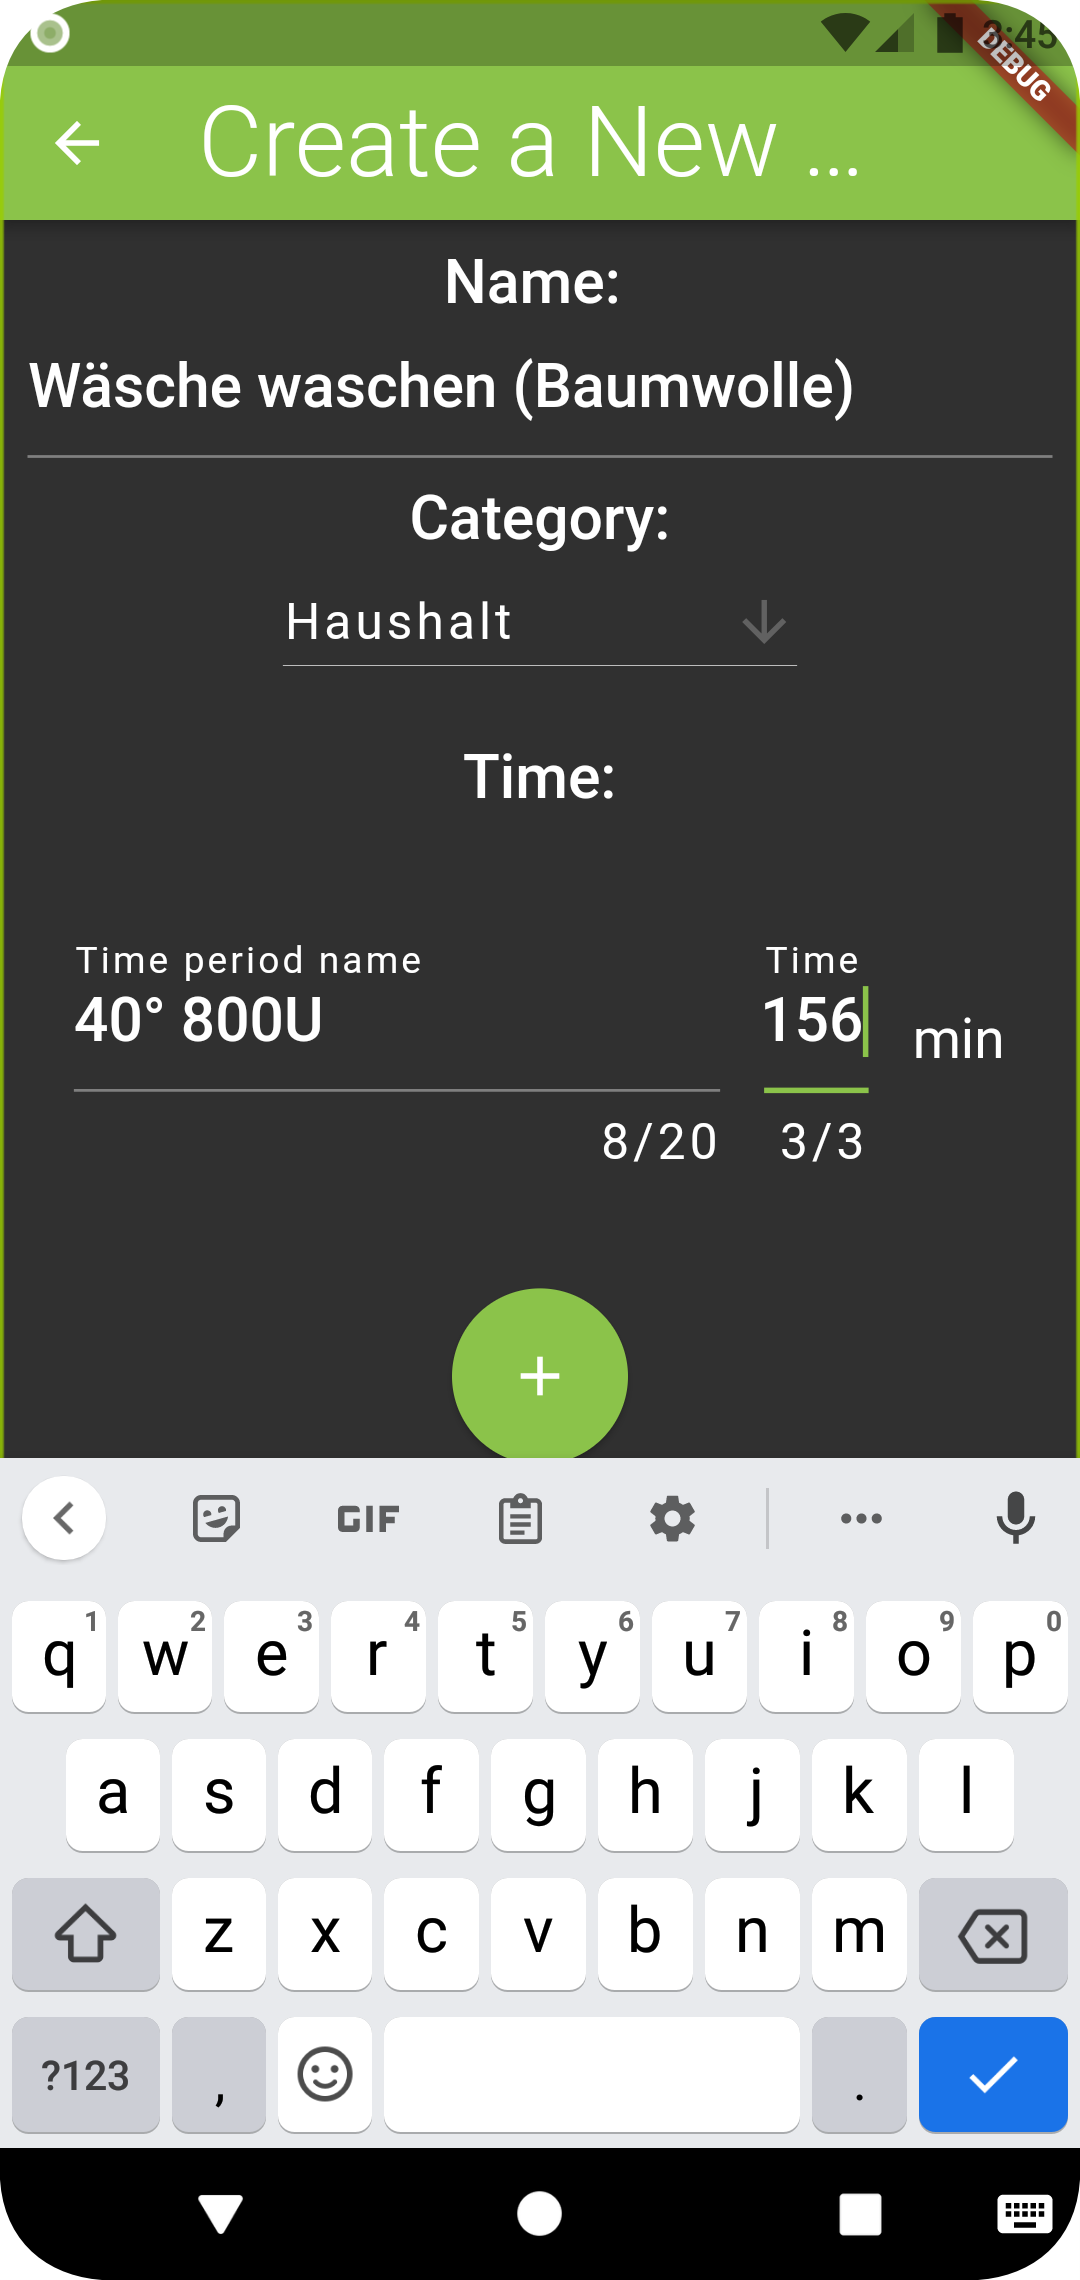 3:45
DEBUG
Create a New ...
Name:
Wäsche waschen (Baumwolle)
Category:
Haushalt
Time:
Time period name
Time
40° 800U
156
min
8/20
3/3
+
GIF
1 2 3 4 5 6 7 8 9 0
q w e r t y u i o p
a s d f g h j k l
z x c v b n m
?123 , .